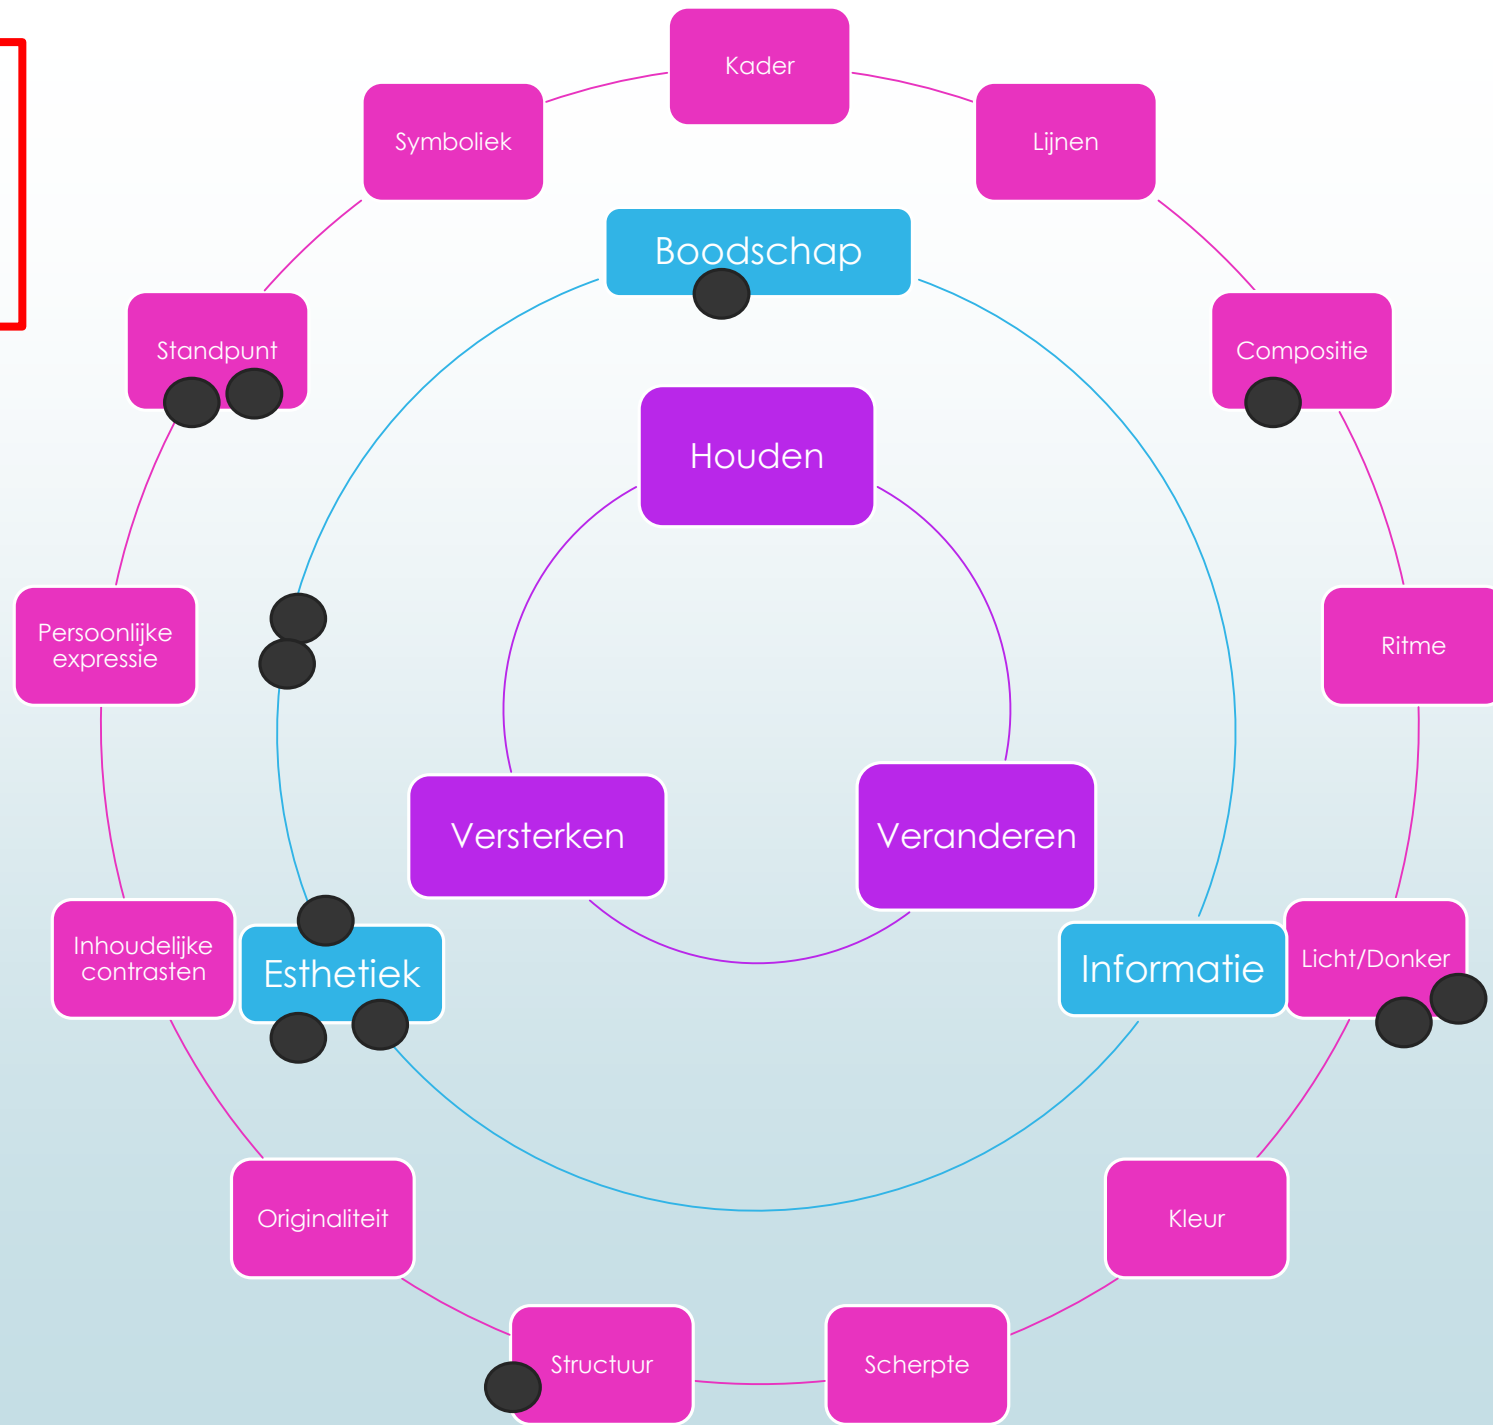 Kader
Symboliek
Lijnen
Boodschap
Standpunt
Compositie
Houden
Persoonlijke
expressie
Ritme
Versterken
Veranderen
Inhoudelijke
contrasten
Esthetiek
Informatie
Licht/Donker
Originaliteit
Kleur
Structuur
Scherpte